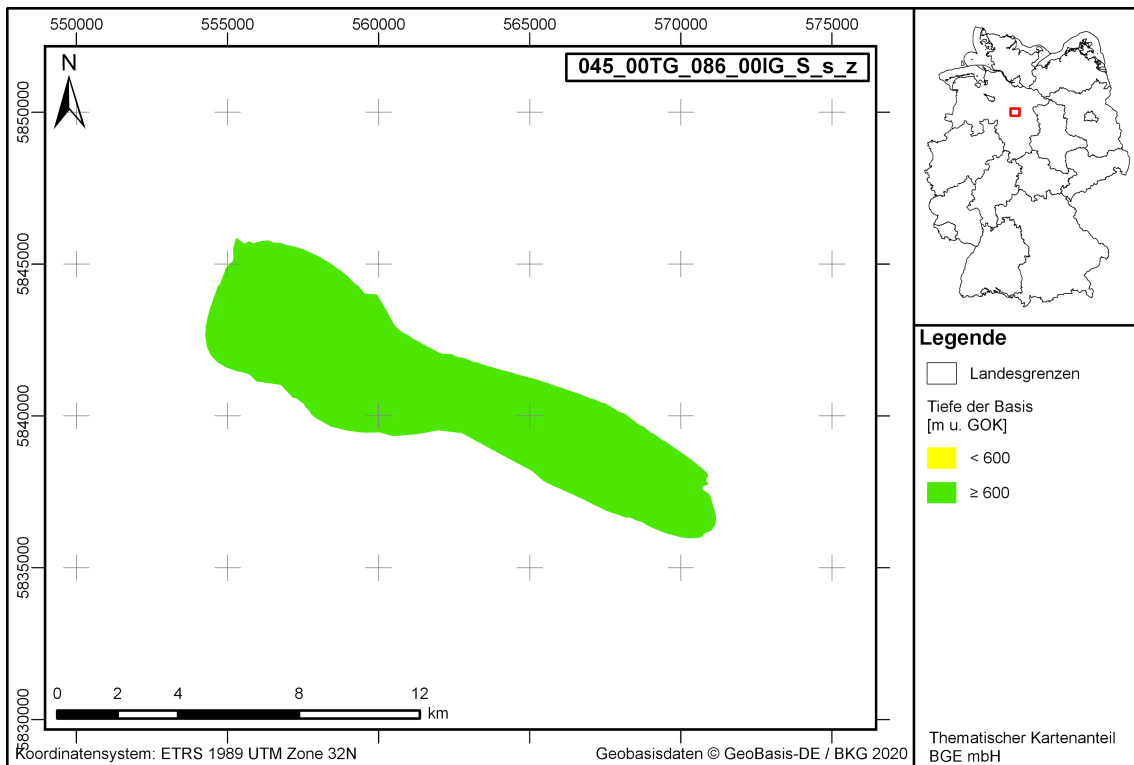 550000 555000 560000 565000 570000 575000
045_00TG_086_00IG_S_s_z
N
5850000
5845000
5840000
5835000
5830000
0 2 4 8 12
km
Koordinatensystem: ETRS 1989 UTM Zone 32N
Geobasisdaten © GeoBasis-DE / BKG 2020
Legende
Landesgrenzen
Tiefe der Basis
[m u. GOK]
< 600
≥ 600
Thematischer Kartenanteil
BGE mbH